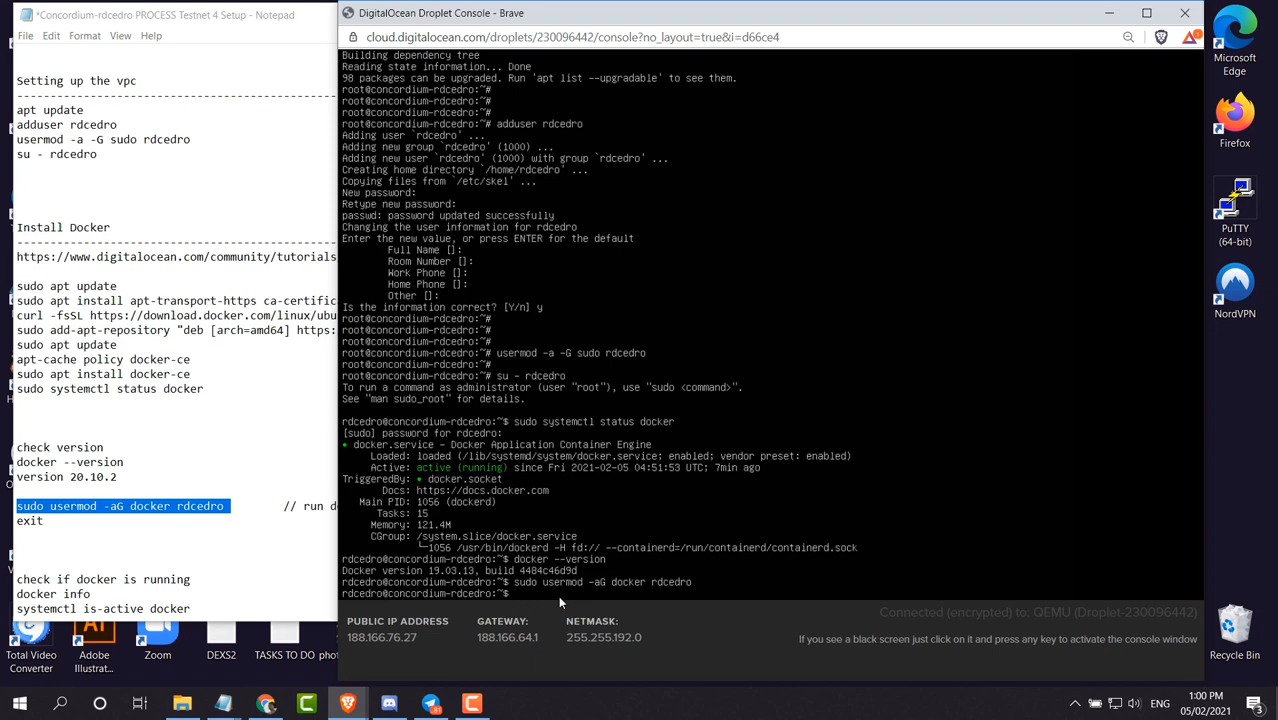 *Concordium-rdcedro PROCESS Testnet 4 Setup - Notepad
File Edit Format View Help
Setting up the vpc
--------------------------------------------
apt update
adduser rdcedro
usermod -a -G sudo rdcedro
su - rdcedro
Install Docker
--------------------------------------------
https://www.digitalocean.com/community/tutorials
sudo apt update
sudo apt install apt-transport-https ca-certific
curl -fsSL https://download.docker.com/linux/ubu
sudo add-apt-repository "deb [arch=amd64] https:
sudo apt update
apt-cache policy docker-ce
sudo apt install docker-ce
sudo systemctl status docker
check version
docker --version
version 20.10.2
sudo usermod -aG docker rdcedro // run d
exit
check if docker is running
docker info
systemctl is-active docker
DigitalOcean Droplet Console - Brave
cloud.digitalocean.com/droplets/230096442/console?no_layout=true&i=d66ce4
Building dependency tree
Reading state information... Done
98 packages can be upgraded. Run 'apt list --upgradable' to see them.
root@concordium-rdcedro:~#
root@concordium-rdcedro:~#
root@concordium-rdcedro:~#
root@concordium-rdcedro:~# adduser rdcedro
Adding user `rdcedro' ...
Adding new group `rdcedro' (1000) ...
Adding new user `rdcedro' (1000) with group `rdcedro' ...
Creating home directory `/home/rdcedro' ...
Copying files from `/etc/skel' ...
New password:
Retype new password:
passwd: password updated successfully
Changing the user information for rdcedro
Enter the new value, or press ENTER for the default
Full Name []:
Room Number []:
Work Phone []:
Home Phone []:
Other []:
Is the information correct? [Y/n] y
root@concordium-rdcedro:~#
root@concordium-rdcedro:~#
root@concordium-rdcedro:~#
root@concordium-rdcedro:~# usermod -a -G sudo rdcedro
root@concordium-rdcedro:~#
root@concordium-rdcedro:~# su - rdcedro
To run a command as administrator (user "root"), use "sudo <command>".
See "man sudo_root" for details.
rdcedro@concordium-rdcedro:~$ sudo systemctl status docker
[sudo] password for rdcedro:
● docker.service - Docker Application Container Engine
Loaded: loaded (/lib/systemd/system/docker.service; enabled; vendor preset: enabled)
Active: active (running) since Fri 2021-02-05 04:51:53 UTC; 7min ago
TriggeredBy: ● docker.socket
Docs: https://docs.docker.com
Main PID: 1056 (dockerd)
Tasks: 15
Memory: 121.4M
CGroup: /system.slice/docker.service
└─1056 /usr/bin/dockerd -H fd:// --containerd=/run/containerd/containerd.sock
rdcedro@concordium-rdcedro:~$ docker --version
Docker version 19.03.13, build 4484c46d9d
rdcedro@concordium-rdcedro:~$ sudo usermod -aG docker rdcedro
rdcedro@concordium-rdcedro:~$
PUBLIC IP ADDRESS GATEWAY: NETMASK:
188.166.76.27 188.166.64.1 255.255.192.0
Connected (encrypted) to: QEMU (Droplet-230096442)
If you see a black screen just click on it and press any key to activate the console window
Microsoft
Edge
Firefox
PuTTY
(64-bit)
NordVPN
Recycle Bin
Total Video
Converter
Adobe
Illustrat...
Zoom
DEXS2
TASKS TO DO
ENG
1:00 PM
05/02/2021
3